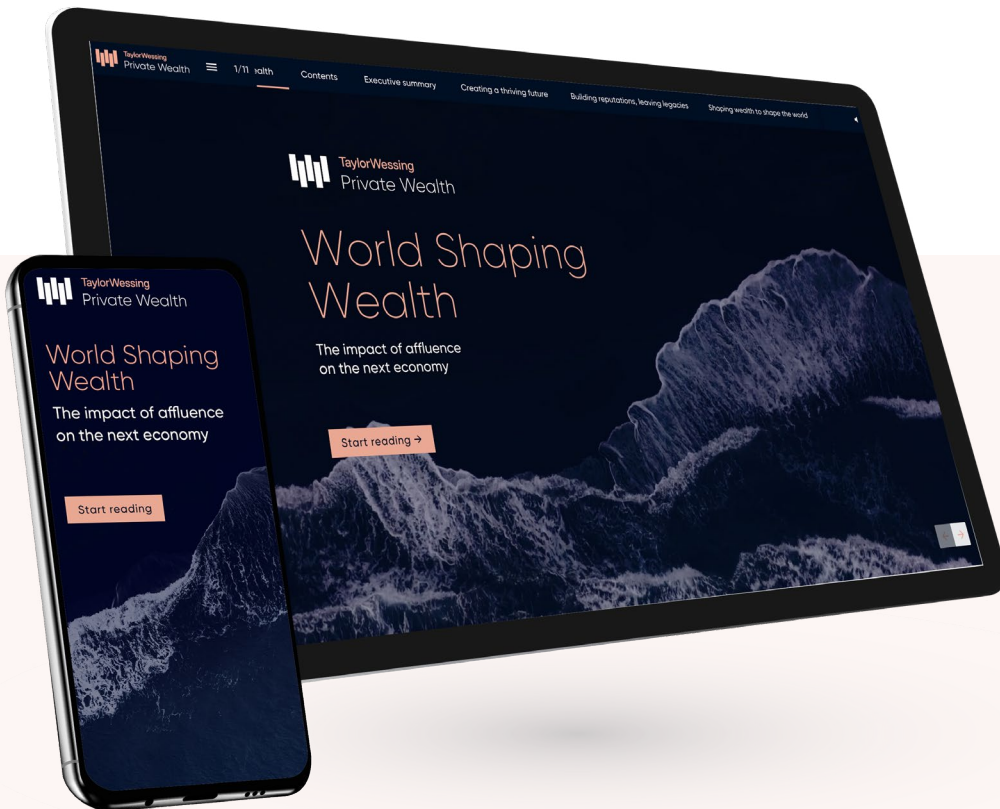 TaylorWessing
Private Wealth
1/11 ealth Contents Executive summary Creating a thriving future Building reputations, leaving legacies Shaping wealth to shape the world
TaylorWessing
Private Wealth
World Shaping
Wealth
The impact of affluence
on the next economy
Start reading →
TaylorWessing
Private Wealth
World Shaping
Wealth
The impact of affluence
on the next economy
Start reading